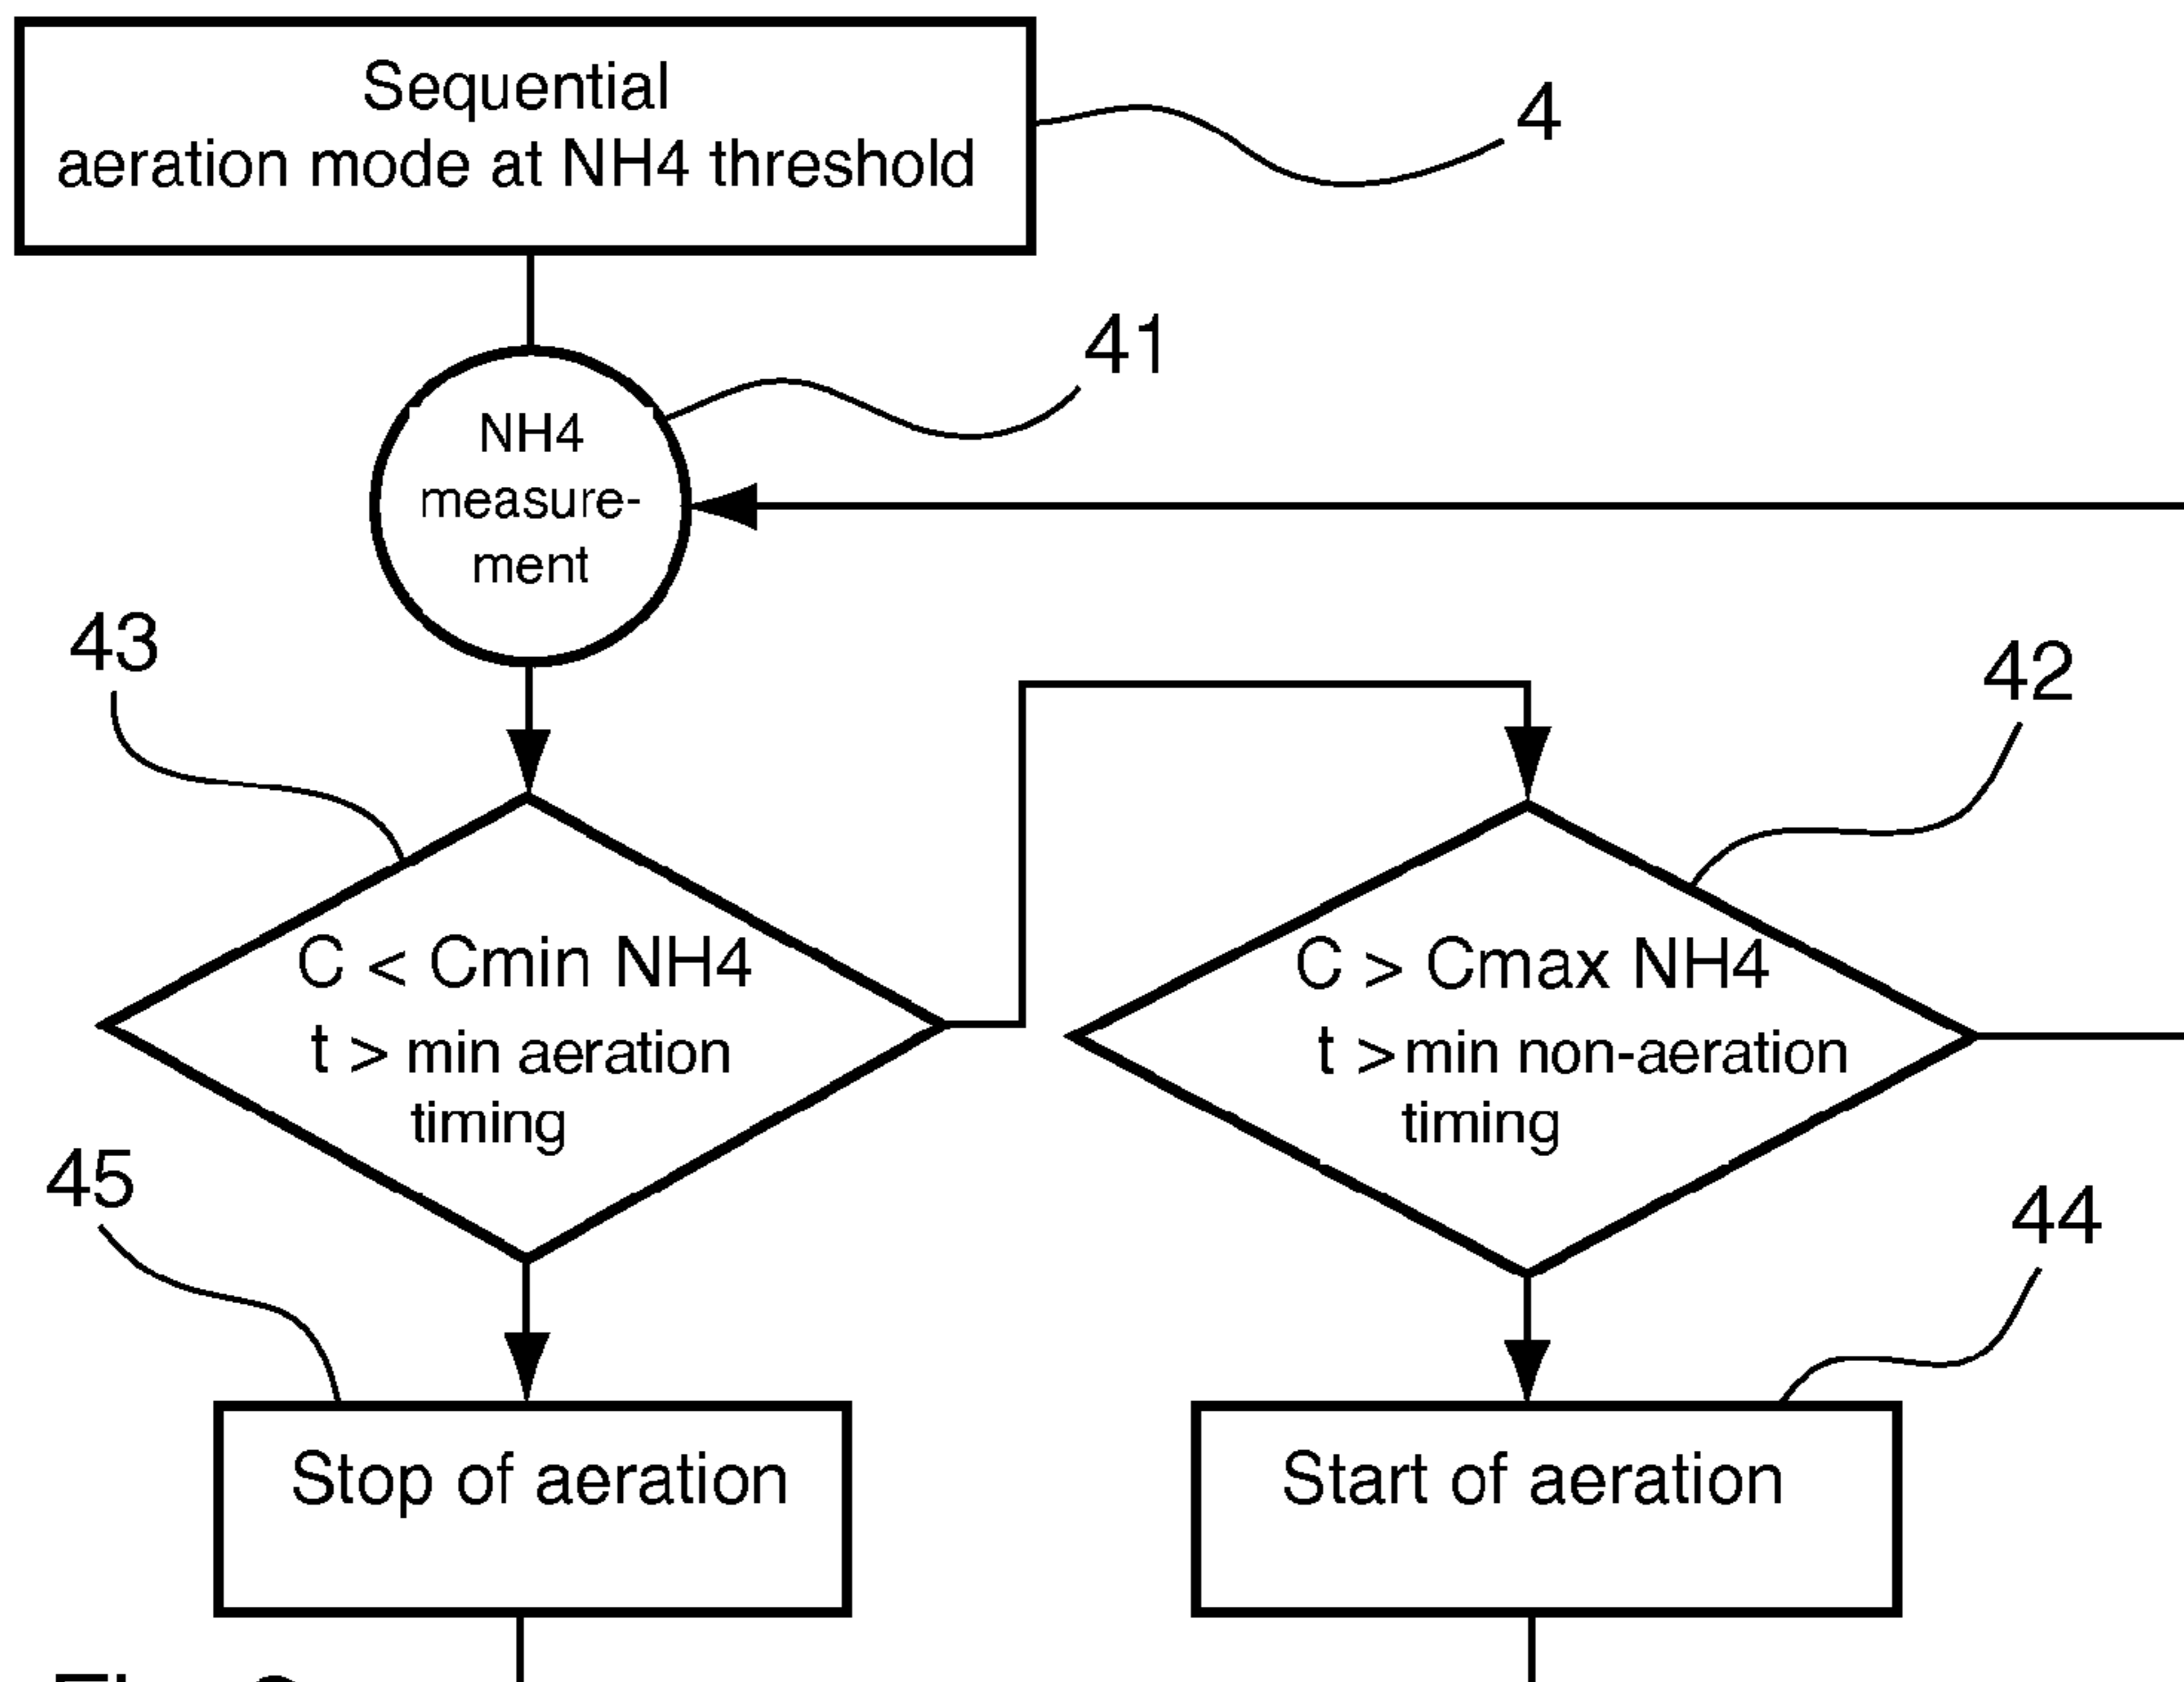 Sequential
aeration mode at NH4 threshold
4
41
NH4
measure-
ment
43
42
C < Cmin NH4
t > min aeration
timing
C > Cmax NH4
t > min non-aeration
timing
45
44
Stop of aeration
Start of aeration